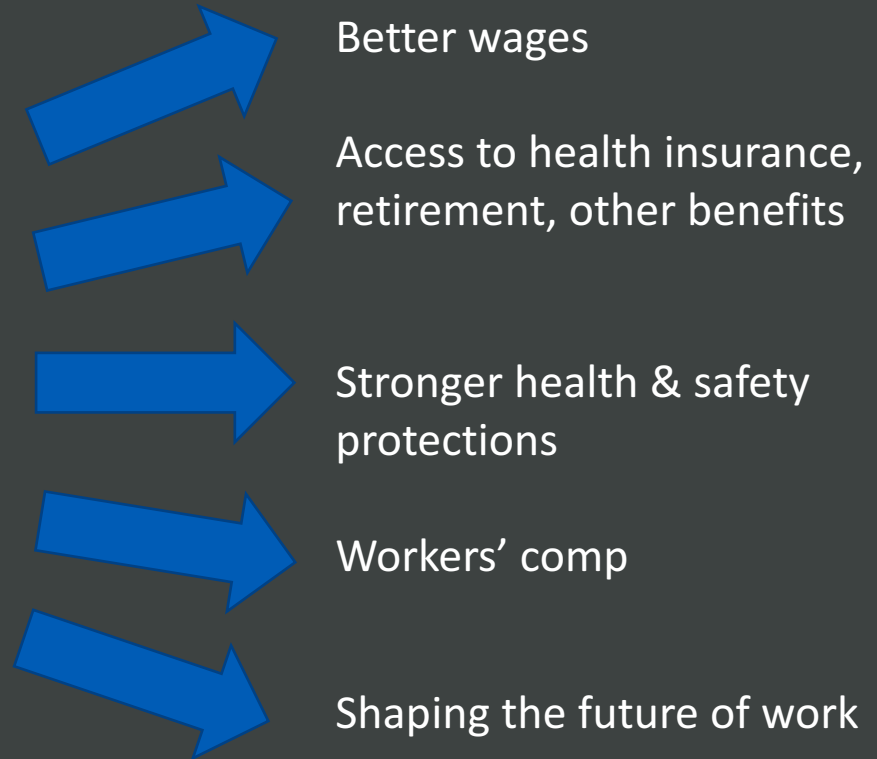 Better wages
Access to health insurance,
retirement, other benefits
Stronger health & safety
protections
Workers’ comp
Shaping the future of work